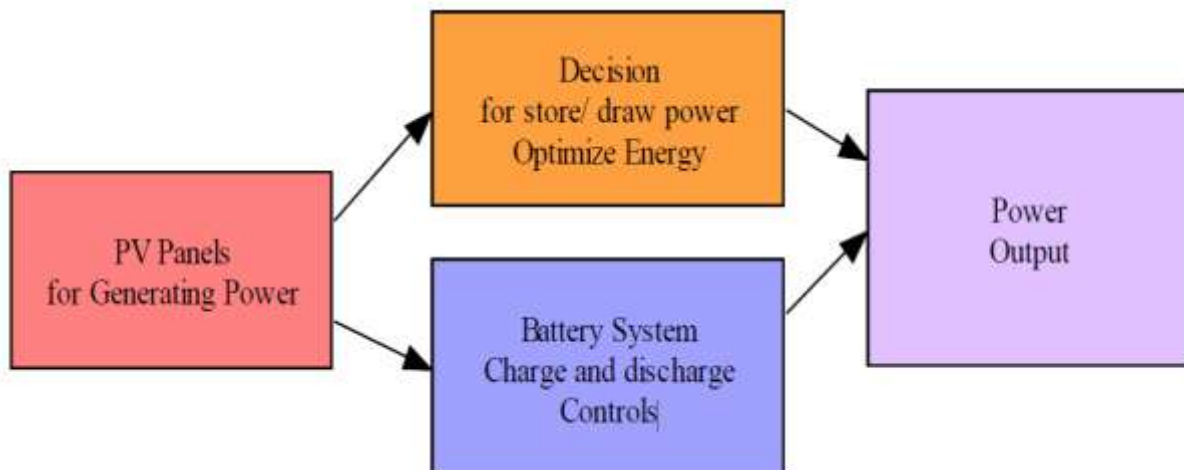 Decision
for store/ draw power
Optimize Energy
PV Panels
for Generating Power
Battery System
Charge and discharge
Controls
Power
Output